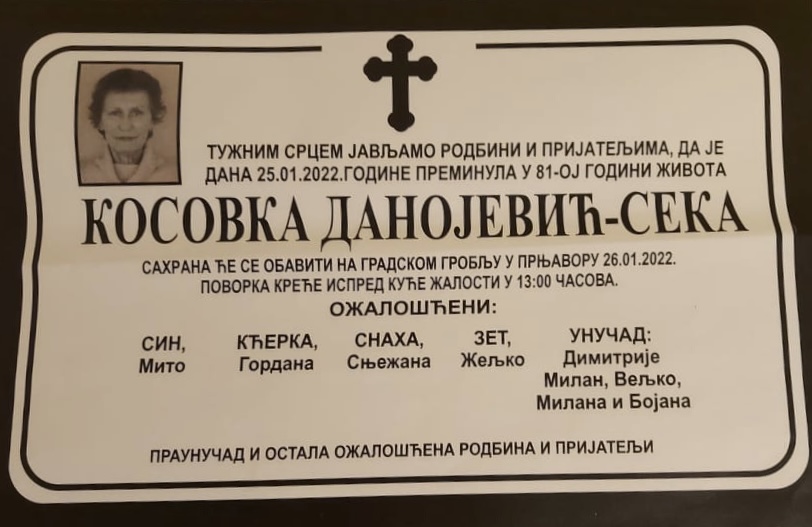 ТУЖНИМ СРЦЕМ ЈАВЉАМО РОДБИНИ И ПРИЈАТЕЉИМА, ДА ЈЕ
ДАНА 25.01.2022.ГОДИНЕ ПРЕМИНУЛА У 81-ОЈ ГОДИНИ ЖИВОТА
КОСОВКА ДАНОЈЕВИЋ-СЕКА
САХРАНА ЋЕ СЕ ОБАВИТИ НА ГРАДСКОМ ГРОБЉУ У ПРЊАВОРУ 26.01.2022.
ПОВОРКА КРЕЋЕ ИСПРЕД КУЋЕ ЖАЛОСТИ У 13:00 ЧАСОВА.
ОЖАЛОШЋЕНИ:
СИН, КЋЕРКА, СНАХА, ЗЕТ, УНУЧАД:
Мито Гордана Сњежана Жељко Димитрије
Милан, Вељко,
Милана и Бојана
ПРАУНУЧАД И ОСТАЛА ОЖАЛОШЋЕНА РОДБИНА И ПРИЈАТЕЉИ